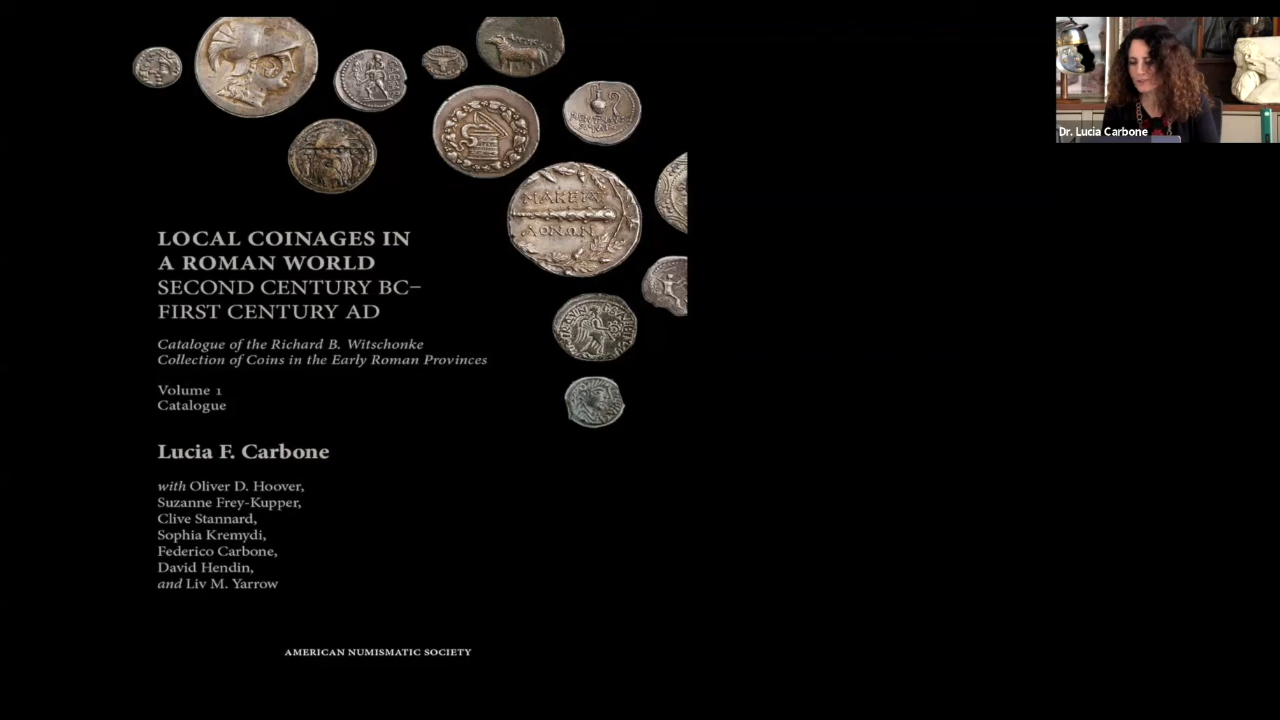 LOCAL COINAGES IN
A ROMAN WORLD
SECOND CENTURY BC–
FIRST CENTURY AD
Catalogue of the Richard B. Witschonke
Collection of Coins in the Early Roman Provinces
Volume 1
Catalogue
Lucia F. Carbone
with Oliver D. Hoover,
Suzanne Frey-Kupper,
Clive Stannard,
Sophia Kremydi,
Federico Carbone,
David Hendin,
and Liv M. Yarrow
AMERICAN NUMISMATIC SOCIETY
Dr. Lucia Carbone
ΜΑΚΕΔΟΝΩΝ